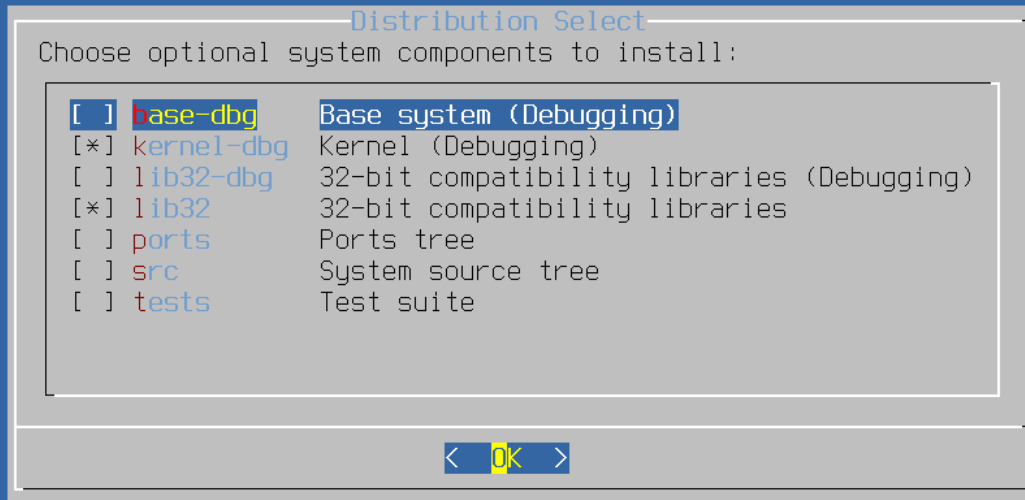 Distribution Select
Choose optional system components to install:
[ ] base-dbg Base system (Debugging)
[*] kernel-dbg Kernel (Debugging)
[ ] lib32-dbg 32-bit compatibility libraries (Debugging)
[*] lib32 32-bit compatibility libraries
[ ] ports Ports tree
[ ] src System source tree
[ ] tests Test suite
< OK >